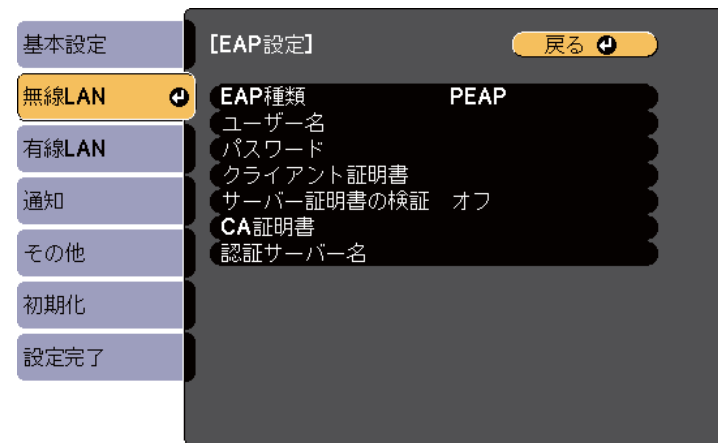 基本設定
無線LAN
有線LAN
通知
その他
初期化
設定完了
[EAP設定]
戻る
EAP種類 PEAP
ユーザー名
パスワード
クライアント証明書
サーバー証明書の検証 オフ
CA証明書
認証サーバー名